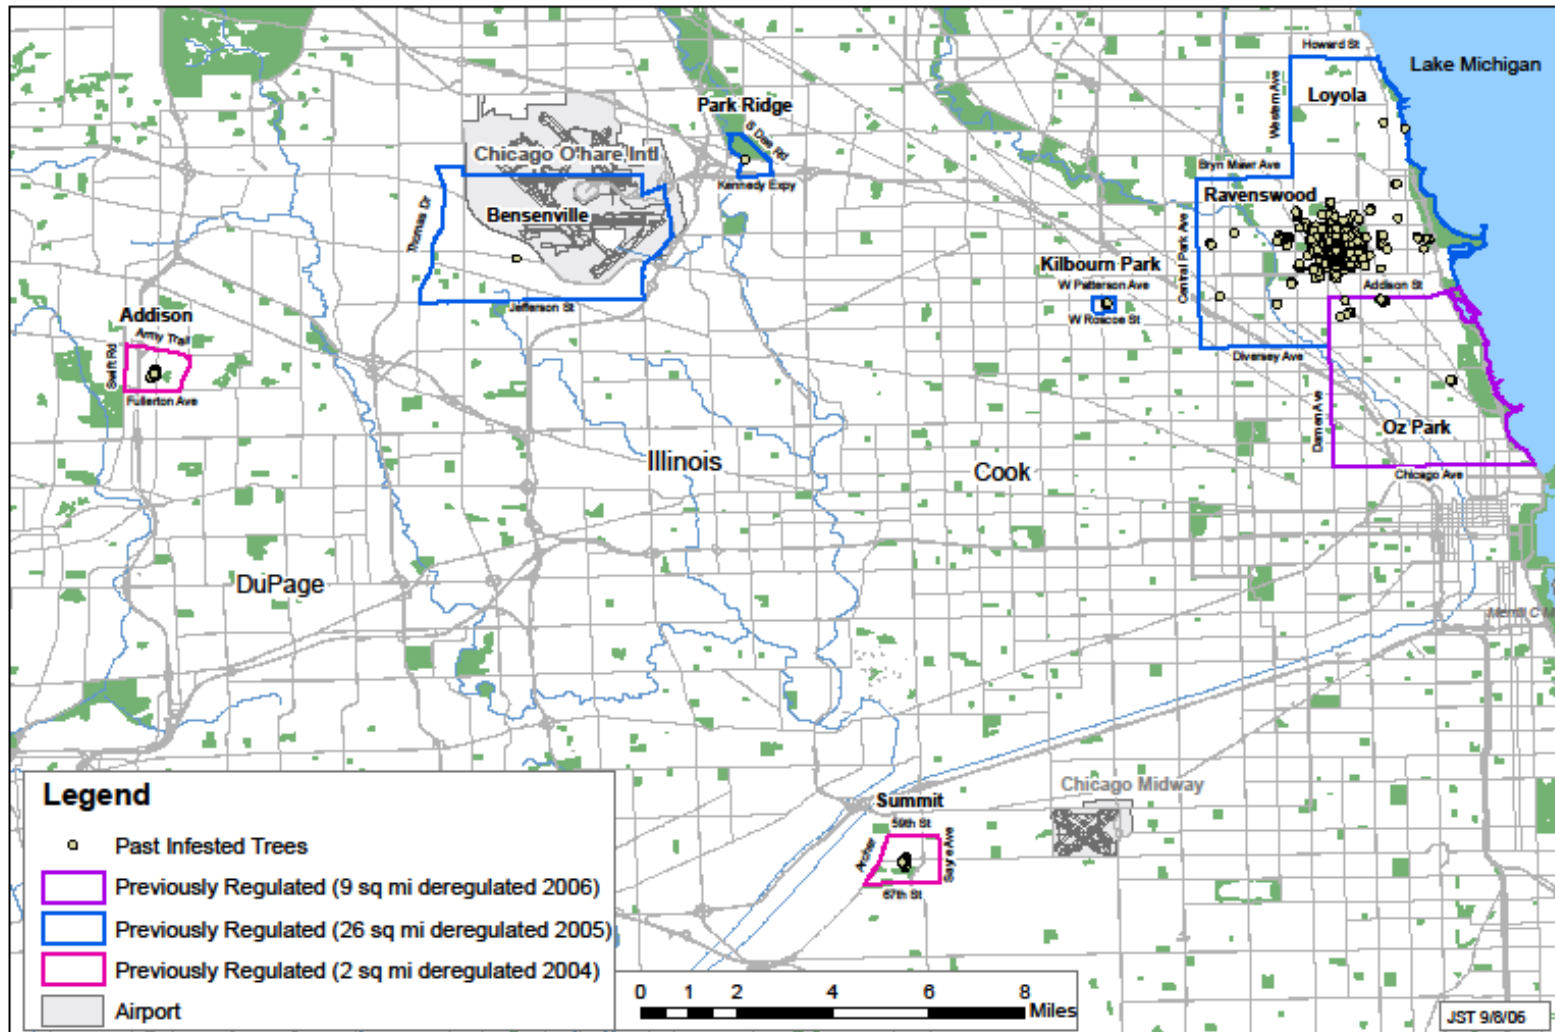 Howard St
Lake Michigan
Western Ave
Loyola
Park Ridge
S Dee Rd
Chicago O'hare Intl
Kennedy Expy
Bryn Mawr Ave
Ravenswood
Bensenville
Thomas Dr
Central Park Ave
Kilbourn Park
W Patterson Ave
Addison St
W Roscoe St
Jefferson St
Addison
Army Trail
Swift Rd
Fullerton Ave
Diversey Ave
Damen Ave
Oz Park
Chicago Ave
Illinois
Cook
DuPage
Merrill C M
Chicago Midway
Summit
59th St
Archer
Sayre Ave
67th St
Legend
Past Infested Trees
Previously Regulated (9 sq mi deregulated 2006)
Previously Regulated (26 sq mi deregulated 2005)
Previously Regulated (2 sq mi deregulated 2004)
Airport
0 1 2 4 6 8
Miles
JST 9/8/06